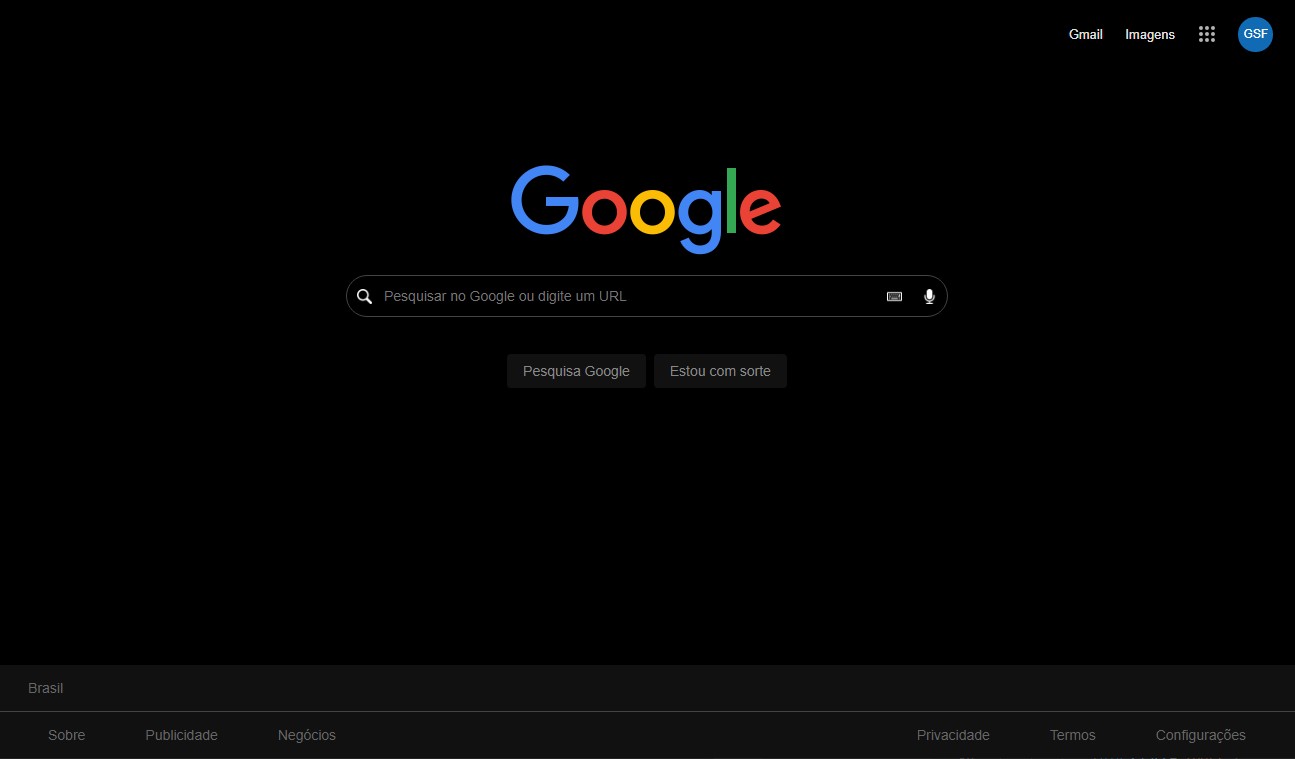 Gmail Imagens GSF
Google
Pesquisar no Google ou digite um URL
Pesquisa Google Estou com sorte
Brasil
Sobre Publicidade Negócios Privacidade Termos Configurações